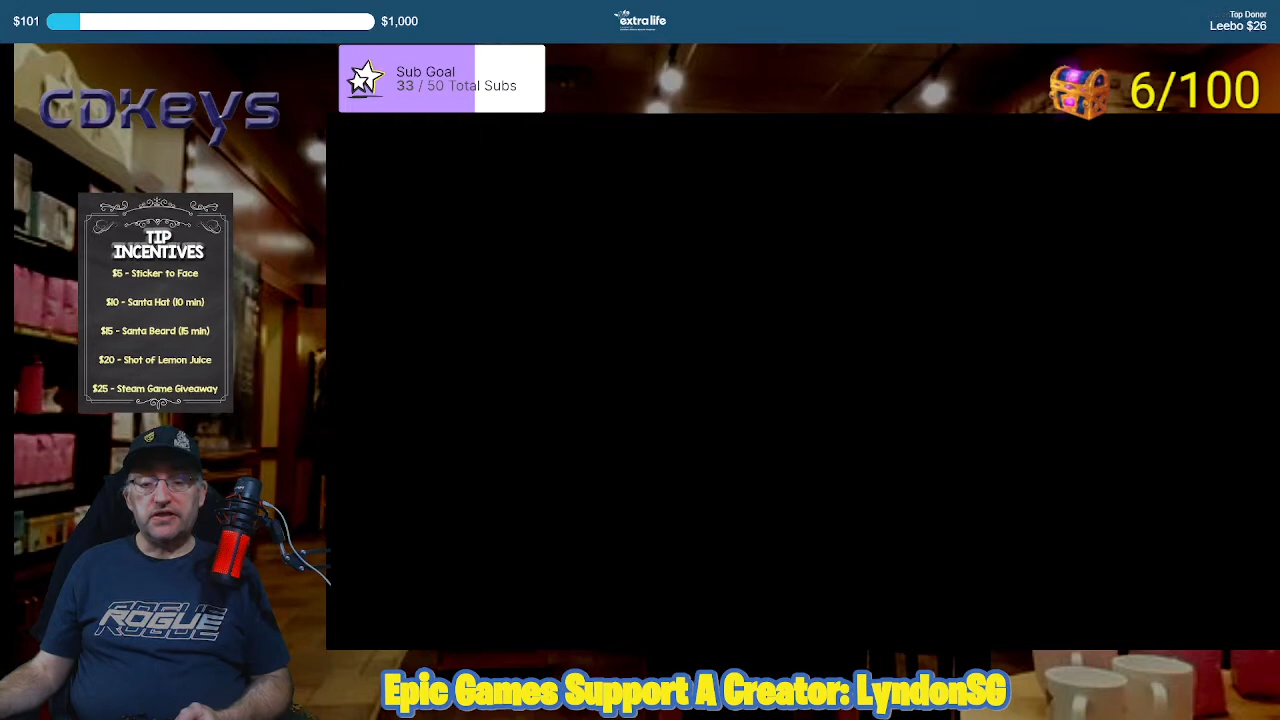 $101
$1,000
extralife
Top Donor
Leebo $26
CDKeys
Sub Goal
33 / 50 Total Subs
6/100
TIP
INCENTIVES
$5 - Sticker to Face
$10 - Santa Hat (10 min)
$15 - Santa Beard (15 min)
$20 - Shot of Lemon Juice
$25 - Steam Game Giveaway
ROGUE
Epic Games Support A Creator: LyndonSG